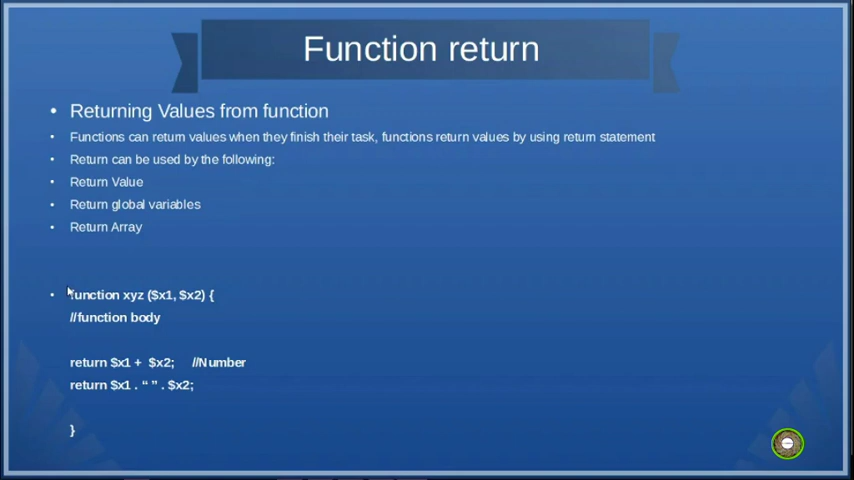 Function return
• Returning Values from function
• Functions can return values when they finish their task, functions return values by using return statement
• Return can be used by the following:
• Return Value
• Return global variables
• Return Array
• function xyz ($x1, $x2) {
//function body
return $x1 + $x2; //Number
return $x1 . “ ” . $x2;
}